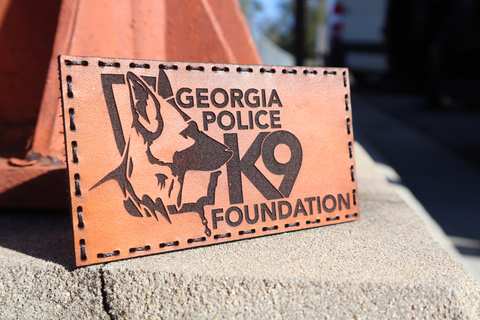 GEORGIA
POLICE
K9
FOUNDATION